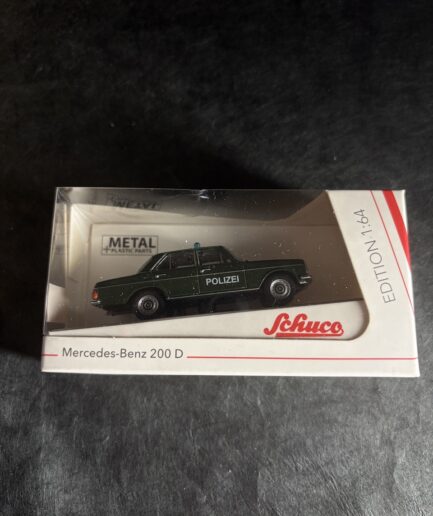 METAL
+ PLASTIC PARTS
POLIZEI
EDITION 1:64
Schuco
Mercedes-Benz 200 D